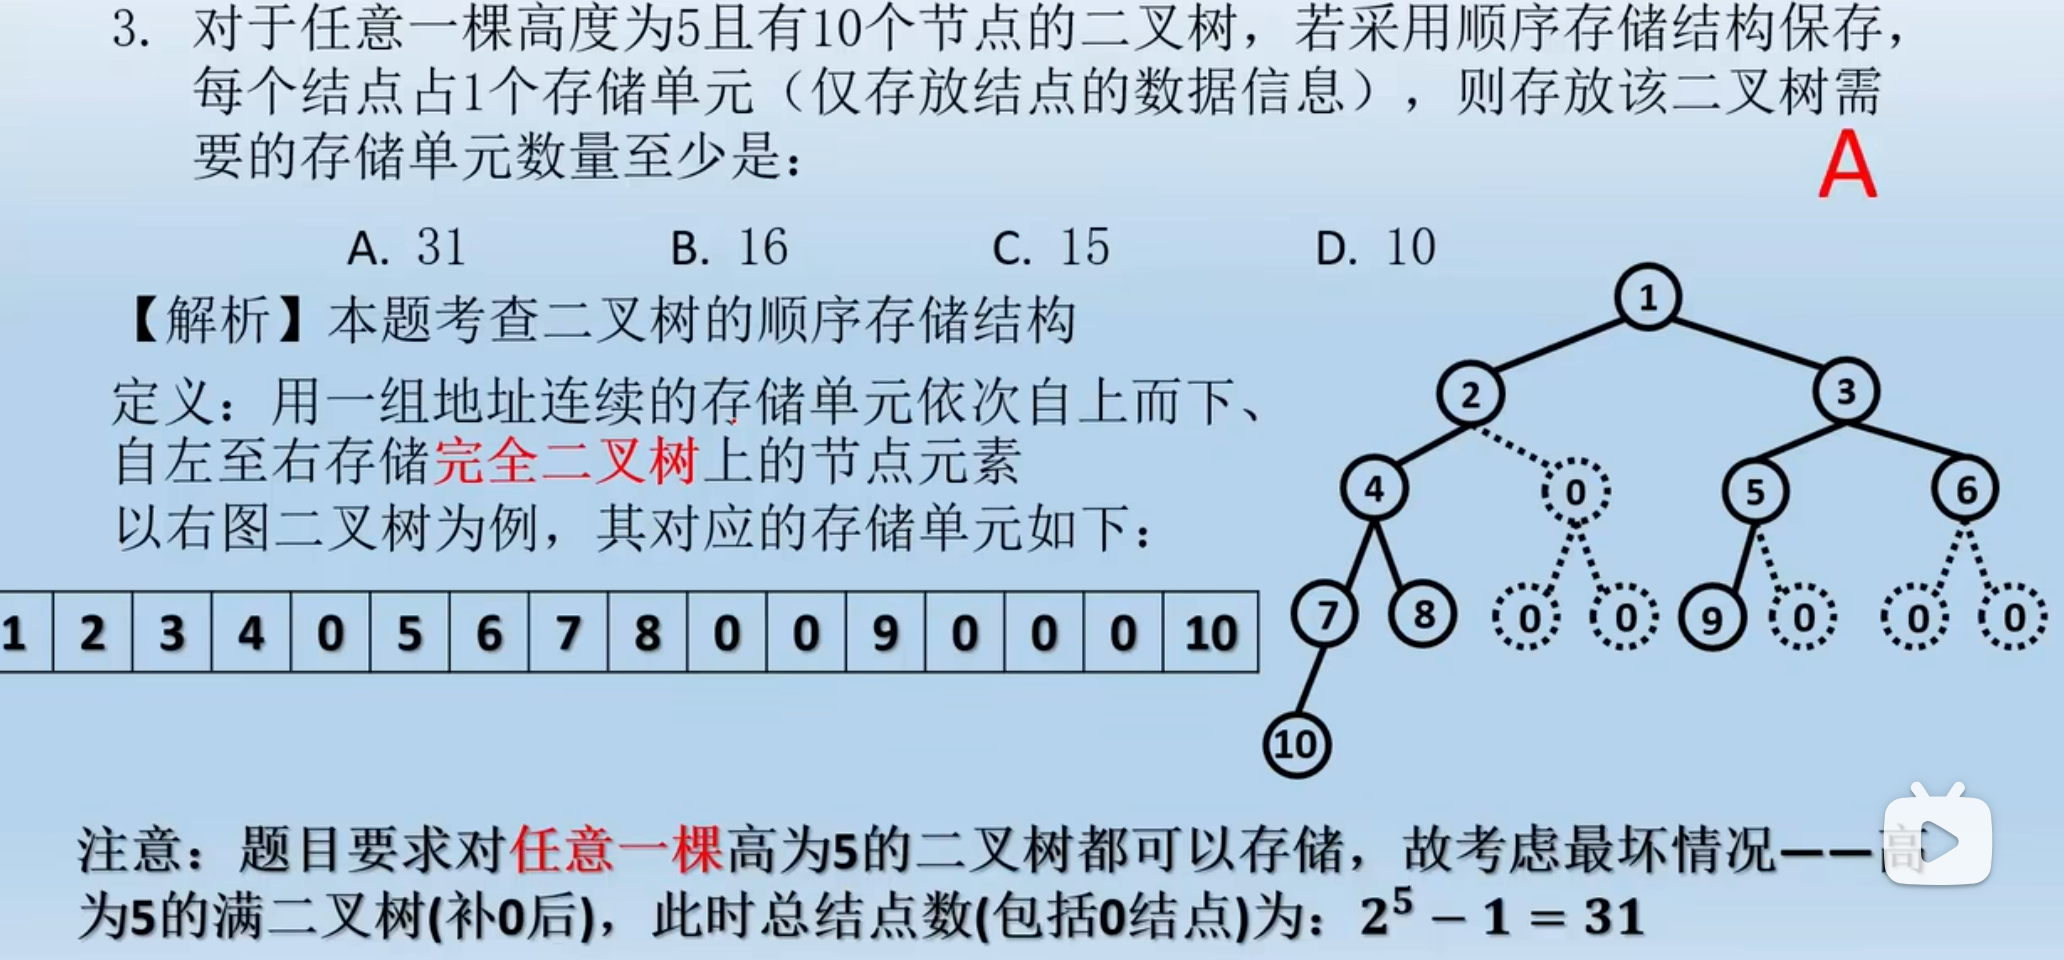 3. 对于任意一棵高度为5且有10个节点的二叉树，若采用顺序存储结构保存，
每个结点占1个存储单元（仅存放结点的数据信息），则存放该二叉树需
要的存储单元数量至少是：
A
A. 31 B. 16 C. 15 D. 10
【解析】本题考查二叉树的顺序存储结构
定义：用一组地址连续的存储单元依次自上而下、
自左至右存储完全二叉树上的节点元素
以右图二叉树为例，其对应的存储单元如下：
1 2 3 4 0 5 6 7 8 0 0 9 0 0 0 10
1
2 3
4 0 5 6
7 8 0 0 9 0 0 0
10
注意：题目要求对任意一棵高为5的二叉树都可以存储，故考虑最坏情况——高
为5的满二叉树(补0后)，此时总结点数(包括0结点)为：2⁵ − 1 = 31